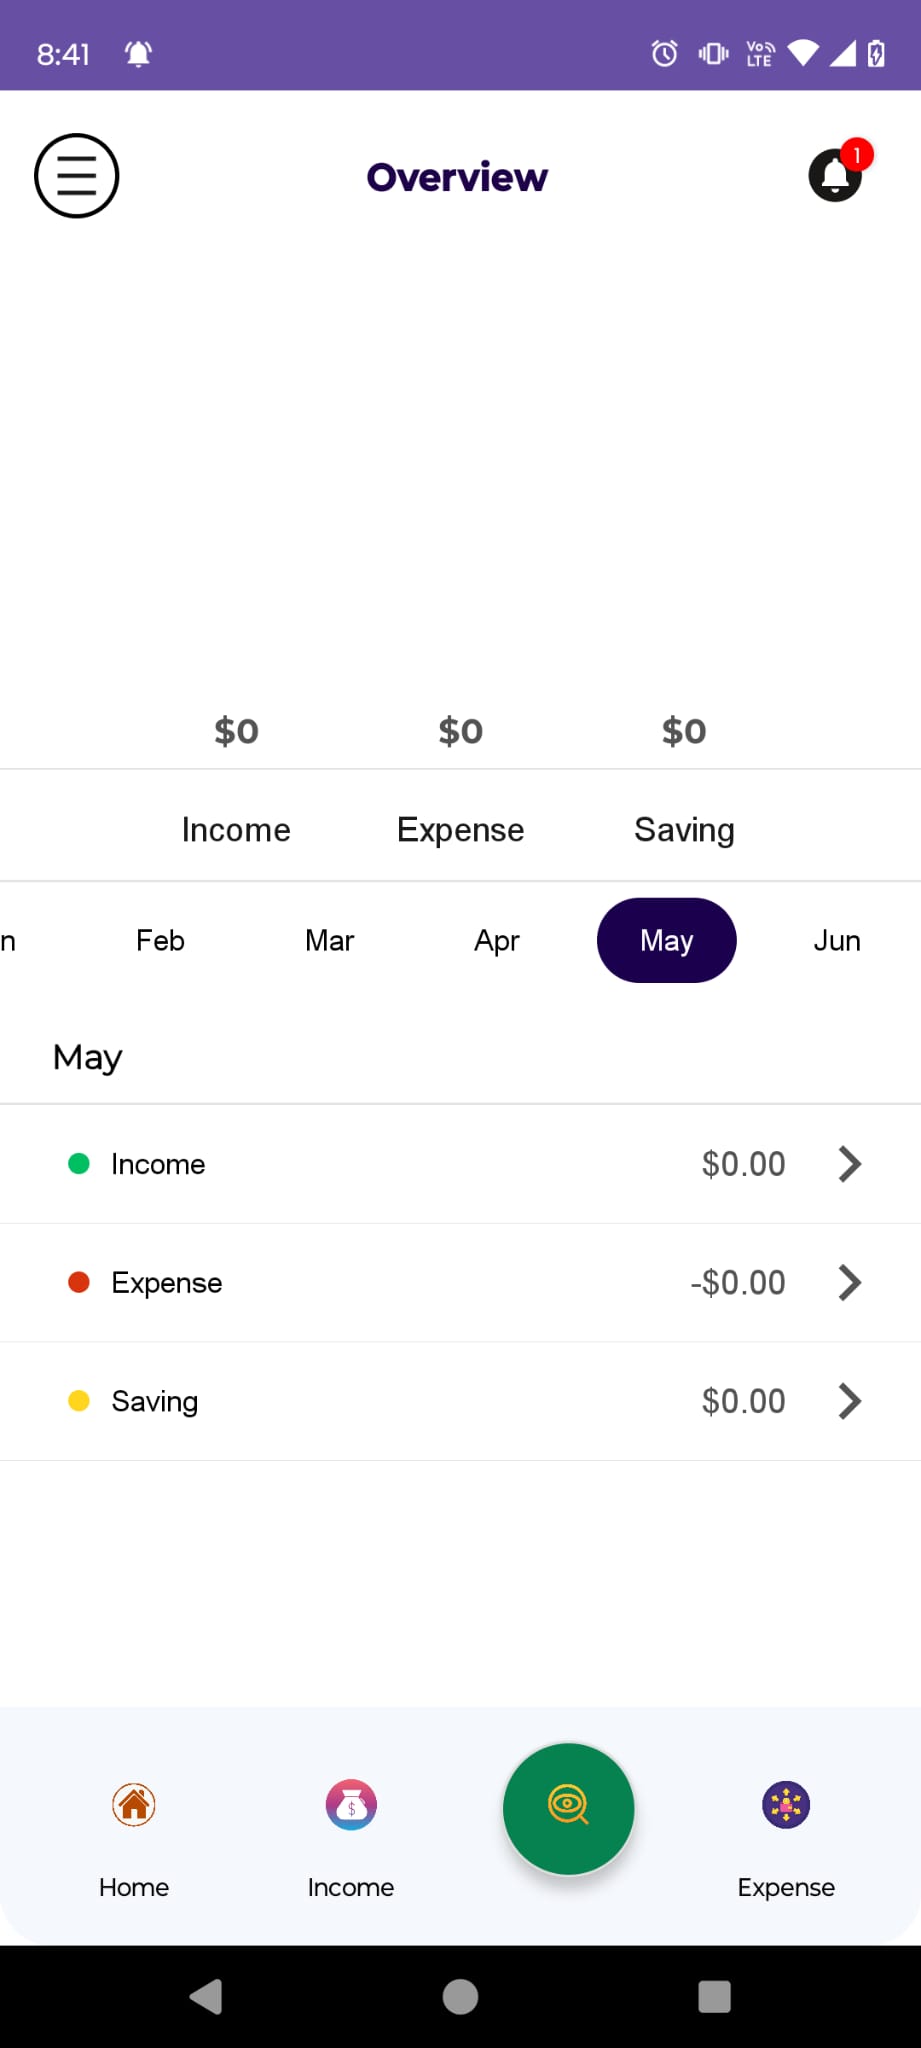 8:41 Vo LTE
Overview 1
$0 $0 $0
Income Expense Saving
n Feb Mar Apr May Jun
May
Income $0.00
Expense -$0.00
Saving $0.00
$
Home Income Expense